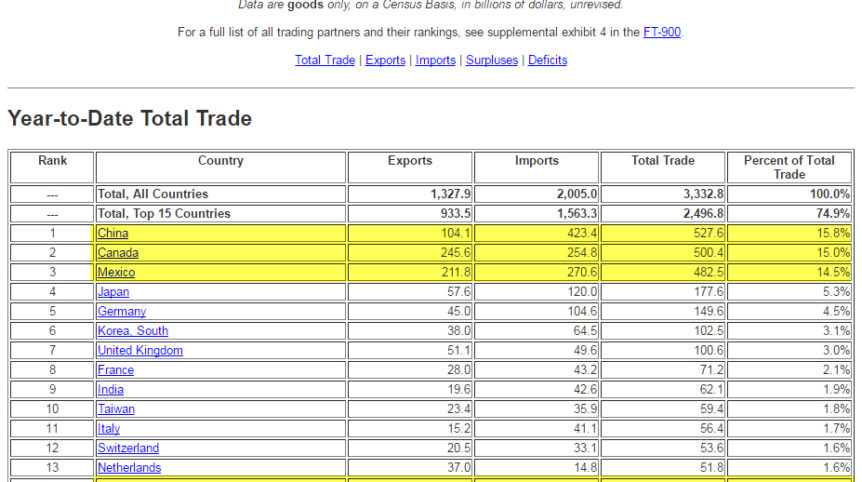 Data are goods only, on a Census Basis, in billions of dollars, unrevised.
For a full list of all trading partners and their rankings, see supplemental exhibit 4 in the FT-900.
Total Trade | Exports | Imports | Surpluses | Deficits
Year-to-Date Total Trade
Rank Country Exports Imports Total Trade Percent of Total Trade
--- Total, All Countries 1,327.9 2,005.0 3,332.8 100.0%
--- Total, Top 15 Countries 933.5 1,563.3 2,496.8 74.9%
1 China 104.1 423.4 527.6 15.8%
2 Canada 245.6 254.8 500.4 15.0%
3 Mexico 211.8 270.6 482.5 14.5%
4 Japan 57.6 120.0 177.6 5.3%
5 Germany 45.0 104.6 149.6 4.5%
6 Korea, South 38.0 64.5 102.5 3.1%
7 United Kingdom 51.1 49.6 100.6 3.0%
8 France 28.0 43.2 71.2 2.1%
9 India 19.6 42.6 62.1 1.9%
10 Taiwan 23.4 35.9 59.4 1.8%
11 Italy 15.2 41.1 56.4 1.7%
12 Switzerland 20.5 33.1 53.6 1.6%
13 Netherlands 37.0 14.8 51.8 1.6%